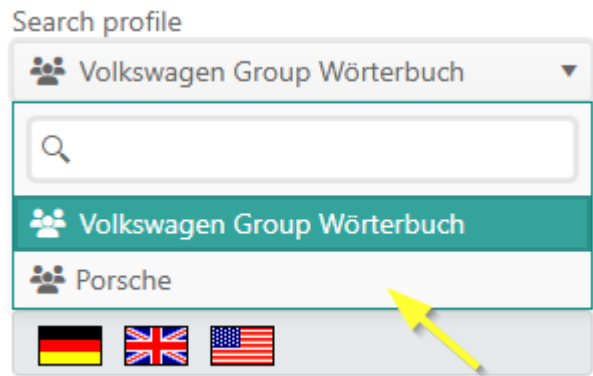 Search profile
Volkswagen Group Wörterbuch
Volkswagen Group Wörterbuch
Porsche